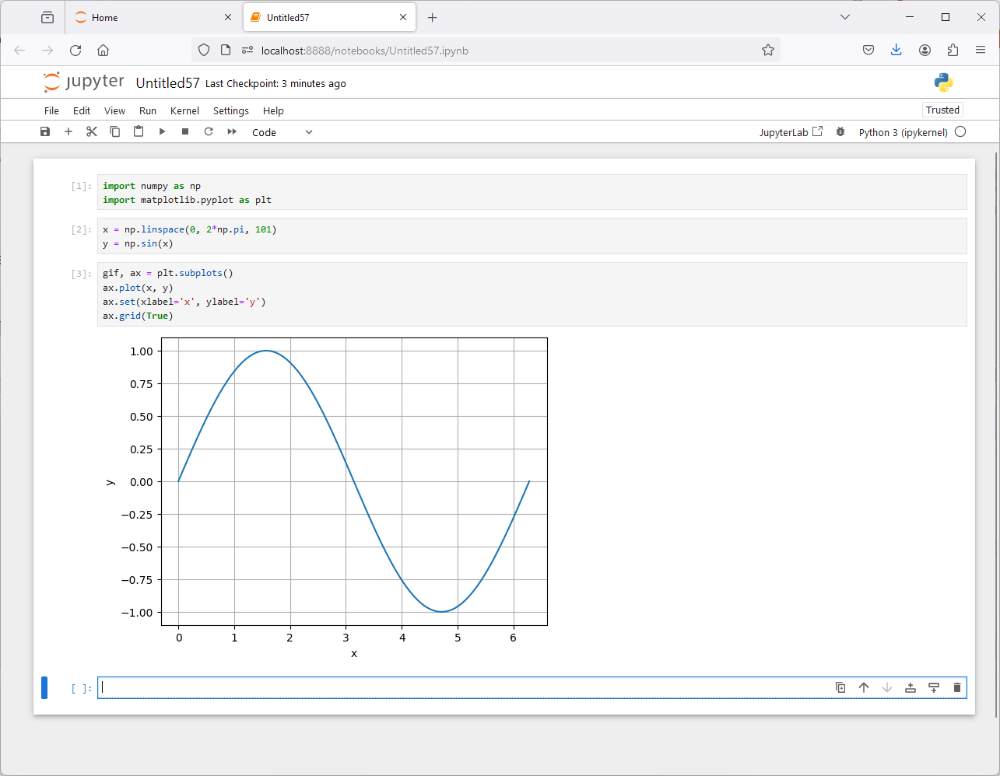 Home
Untitled57
localhost:8888/notebooks/Untitled57.ipynb
jupyter Untitled57 Last Checkpoint: 3 minutes ago
File Edit View Run Kernel Settings Help Trusted
Code JupyterLab Python 3 (ipykernel)
[1]: import numpy as np
import matplotlib.pyplot as plt
[2]: x = np.linspace(0, 2*np.pi, 101)
y = np.sin(x)
[3]: gif, ax = plt.subplots()
ax.plot(x, y)
ax.set(xlabel='x', ylabel='y')
ax.grid(True)
1.00
0.75
0.50
0.25
0.00
−0.25
−0.50
−0.75
−1.00
y
0 1 2 3 4 5 6
x
[ ]: